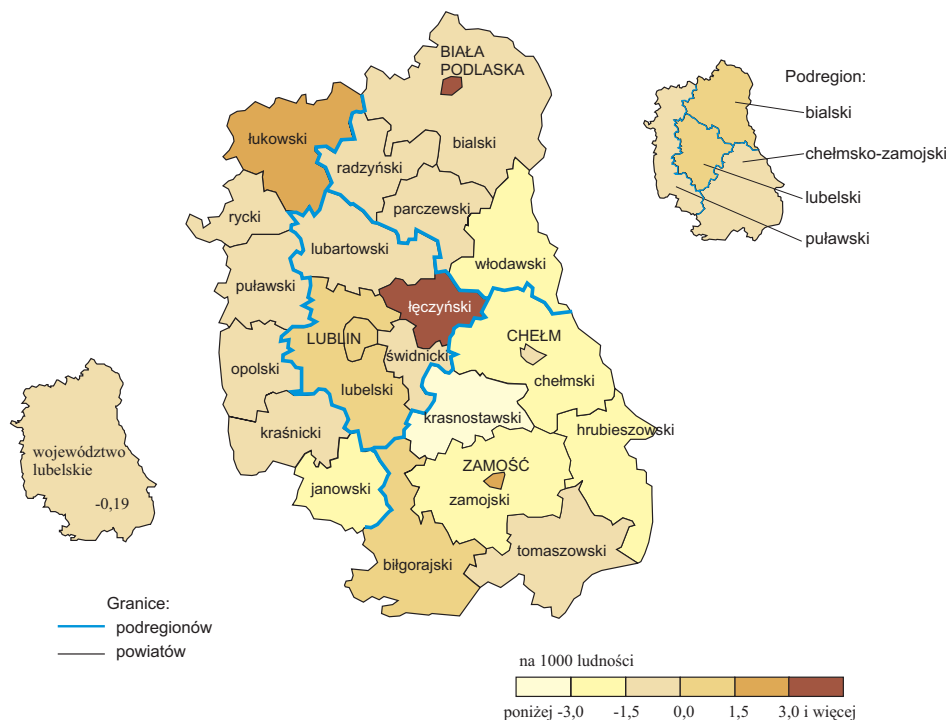 BIAŁA
PODLASKA
Podregion:
bialski
chełmsko-zamojski
lubelski
puławski
łukowski
radzyński
bialski
parczewski
rycki
lubartowski
włodawski
puławski
łęczyński
LUBLIN
świdnicki
CHEŁM
opolski
lubelski
chełmski
krasnostawski
kraśnicki
hrubieszowski
województwo
lubelskie
-0,19
ZAMOŚĆ
janowski
zamojski
tomaszowski
biłgorajski
Granice:
podregionów
powiatów
na 1000 ludności
poniżej -3,0 -1,5 0,0 1,5 3,0 i więcej